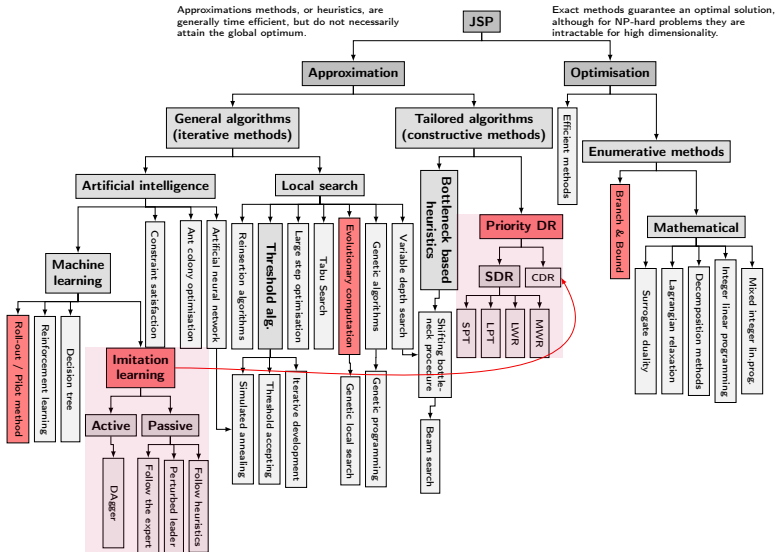 Approximations methods, or heuristics, are
generally time efficient, but do not necessarily
attain the global optimum.
JSP
Exact methods guarantee an optimal solution,
although for NP-hard problems they are
intractable for high dimensionality.
Approximation
Optimisation
General algorithms
(iterative methods)
Tailored algorithms
(constructive methods)
Efficient methods
Enumerative methods
Artificial intelligence
Local search
Bottleneck based
heuristics
Priority DR
Branch & Bound
Mathematical
Machine
learning
Constraint satisfaction
Ant colony optimisation
Artificial neural network
Reinsertion algorithms
Threshold alg.
Large step optimisation
Tabu Search
Evolutionary computation
Genetic algorithms
Variable depth search
SDR
CDR
SPT
LPT
LWR
MWR
Surrogate duality
Lagrangian relaxation
Decomposition methods
Integer linear programming
Mixed integer lin.prog.
Roll-out / Pilot method
Reinforcement learning
Decision tree
Imitation
learning
Shifting bottle-
neck procedure
Simulated annealing
Threshold accepting
Iterative development
Genetic local search
Genetic programming
Beam search
Active
Passive
DAgger
Follow the expert
Perturbed leader
Follow heuristics